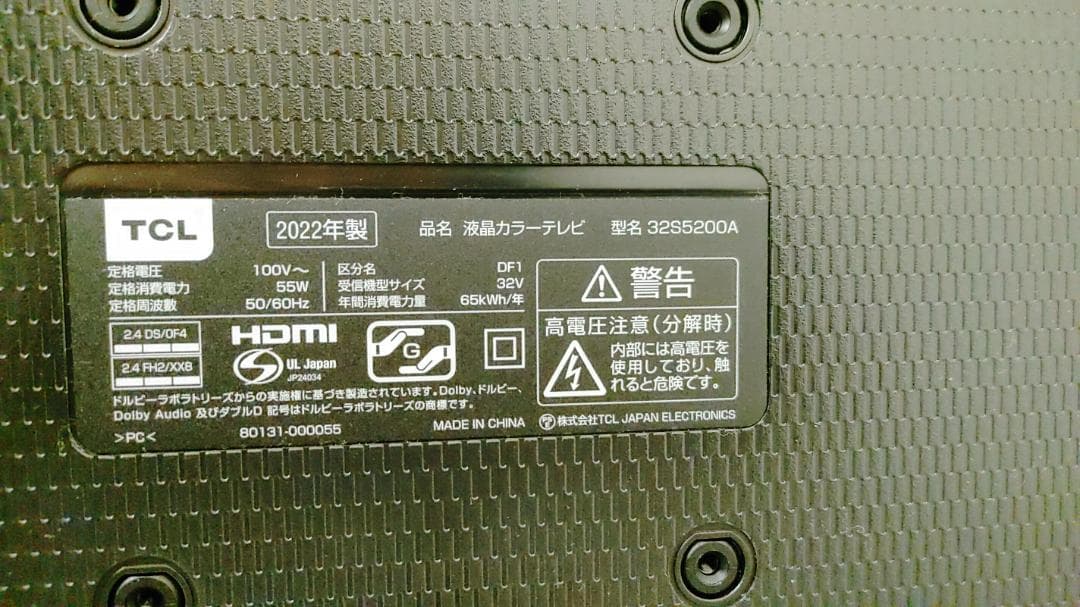 TCL
2022年製
品名 液晶カラーテレビ 型名 32S5200A
定格電圧 100V～
定格消費電力 55W
定格周波数 50/60Hz
区分名 DF1
受信機型サイズ 32V
年間消費電力量 65kWh/年
2.4 DS/OF4
2.4 FH2/XX8
HDMI
S
UL Japan
JP24034
G
ドルビーラボラトリーズからの実施権に基づき製造されています。Dolby、ドルビー、
Dolby Audio 及びダブルD 記号はドルビーラボラトリーズの商標です。
>PC<
80131-000055
MADE IN CHINA
警告
高電圧注意(分解時)
内部には高電圧を
使用しており、触
れると危険です。
株式会社TCL JAPAN ELECTRONICS